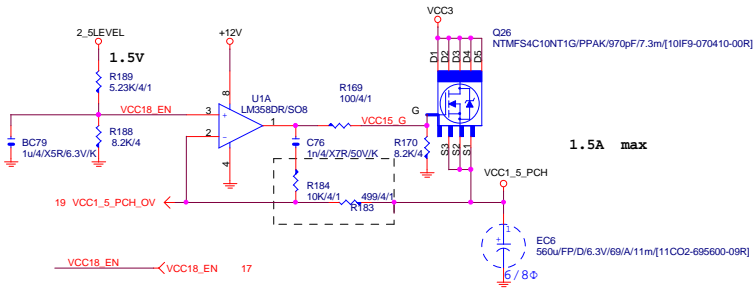 VCC3
2_5LEVEL
+12V
Q26
NTMFS4C10NT1G/PPAK/970pF/7.3m/[10IF9-070410-00R]
1.5V
D1
D2
D3
D4
D5
R189
5.23K/4/1
8
U1A
LM358DR/SO8
R169
100/4/1
G
VCC18_EN
3
+
1
VCC15_G
2
-
BC79
1u/4/X5R/6.3V/K
R188
8.2K/4
4
C76
1n/4/X7R/50V/K
R170
8.2K/4
S3
S2
S1
1.5A max
VCC1_5_PCH
R184
10K/4/1
499/4/1
R183
19 VCC1_5_PCH_OV
1
+
EC6
560u/FP/D/6.3V/69/A/11m/[11CO2-695600-09R]
6/8Φ
VCC18_EN
VCC18_EN 17